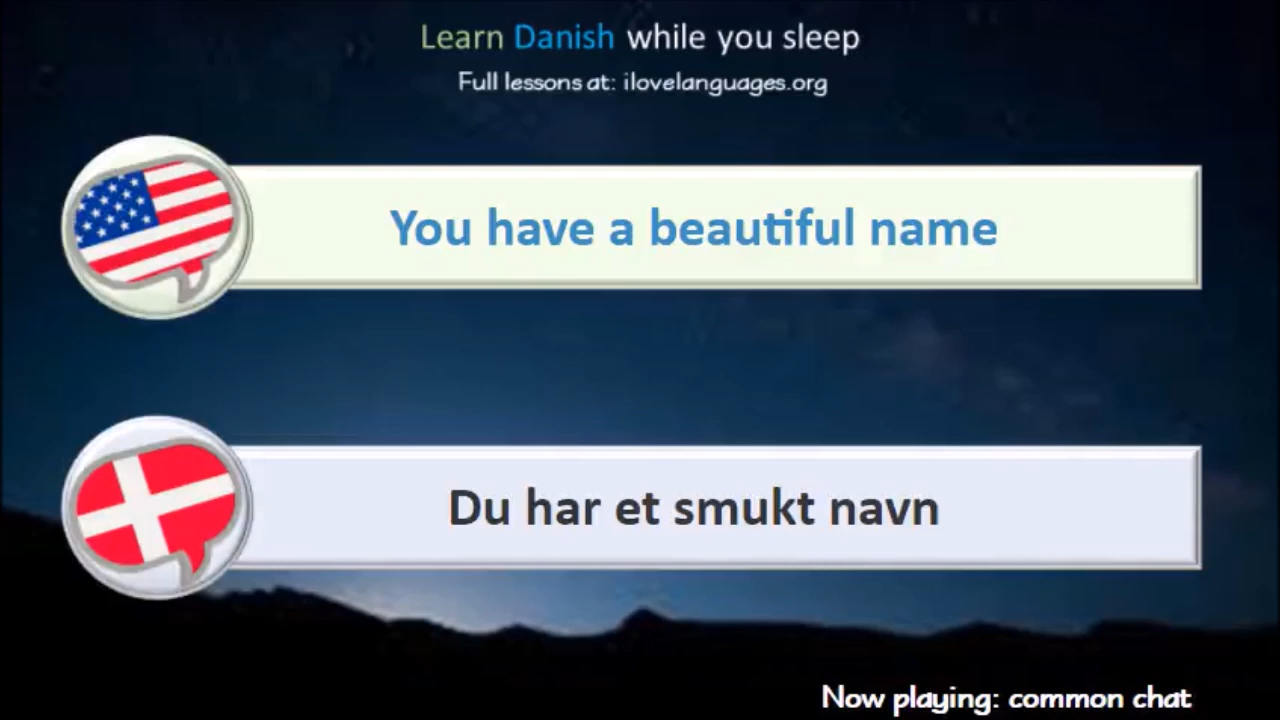 Learn Danish while you sleep
Full lessons at: ilovelanguages.org
You have a beautiful name
Du har et smukt navn
Now playing: common chat